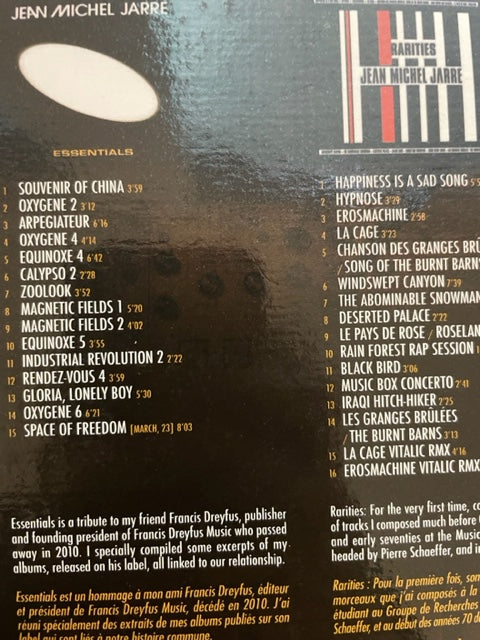 JEAN MICHEL JARRE
ESSENTIALS
1 SOUVENIR OF CHINA 3'59
2 OXYGENE 2 3'12
3 ARPEGIATEUR 6'16
4 OXYGENE 4 4'14
5 EQUINOXE 4 6'42
6 CALYPSO 2 7'28
7 ZOOLOOK 3'52
8 MAGNETIC FIELDS 1 5'20
9 MAGNETIC FIELDS 2 4'02
10 EQUINOXE 5 3'55
11 INDUSTRIAL REVOLUTION 2 2'22
12 RENDEZ-VOUS 4 3'59
13 GLORIA, LONELY BOY 5'30
14 OXYGENE 6 6'21
15 SPACE OF FREEDOM [MARCH, 23] 8'03
Essentials is a tribute to my friend Francis Dreyfus, publisher
and founding president of Francis Dreyfus Music who passed
away in 2010. I specially compiled some excerpts of my
albums, released on his label, all linked to our relationship.
Essentials est un hommage à mon ami Francis Dreyfus, éditeur
et président de Francis Dreyfus Music, décédé en 2010. J'ai
réuni spécialement des extraits de mes albums publiés sur son
label qui sont liés à notre histoire commune.
RARITIES
JEAN MICHEL JARRE
1 HAPPINESS IS A SAD SONG
2 HYPNOSE 3'29
3 EROSMACHINE 2'58
4 LA CAGE 3'23
5 CHANSON DES GRANGES
/ SONG OF THE BURNT
6 WINDSWEPT CANYON 7'39
7 THE ABOMINABLE
8 DESERTED PALACE 2'22
9 LE PAYS DE ROSE /
10 RAIN FOREST RAP SESSION
11 BLACK BIRD 3'06
12 MUSIC BOX CONCERTO 2'41
13 IRAQI HITCH-HIKER 2'25
14 LES GRANGES BRÛLÉES
/ THE BURNT BARNS 3'13
15 LA CAGE VITALIC RMX 4'16
16 EROSMACHINE VITALIC RMX
Rarities: For the very first time,
of tracks I composed much before
and early seventies at the
headed by Pierre Schaeffer, and
Rarities : Pour la première fois,
morceaux que j'ai composés à la
étudiant au Groupe de
Schaeffer, et au début des années 70